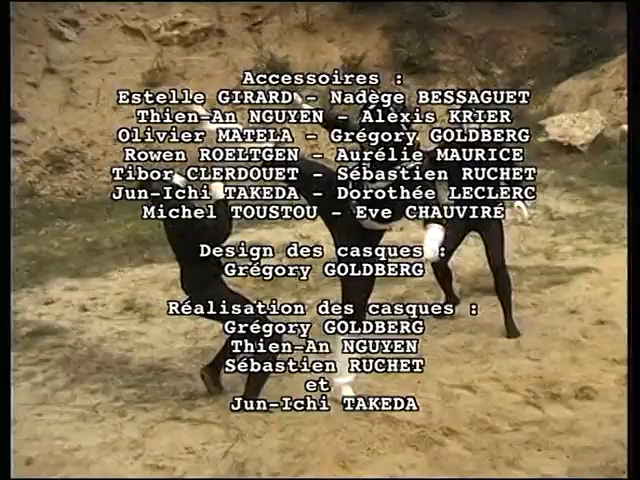 Accessoires :
Estelle GIRARD - Nadège BESSAGUET
Thien-An NGUYEN - Alexis KRIER
Olivier MATELA - Grégory GOLDBERG
Rowen ROELTGEN - Aurélie MAURICE
Tibor CLERDOUET - Sébastien RUCHET
Jun-Ichi TAKEDA - Dorothée LECLERC
Michel TOUSTOU - Eve CHAUVIRÉ
Design des casques :
Grégory GOLDBERG
Réalisation des casques :
Grégory GOLDBERG
Thien-An NGUYEN
Sébastien RUCHET
et
Jun-Ichi TAKEDA